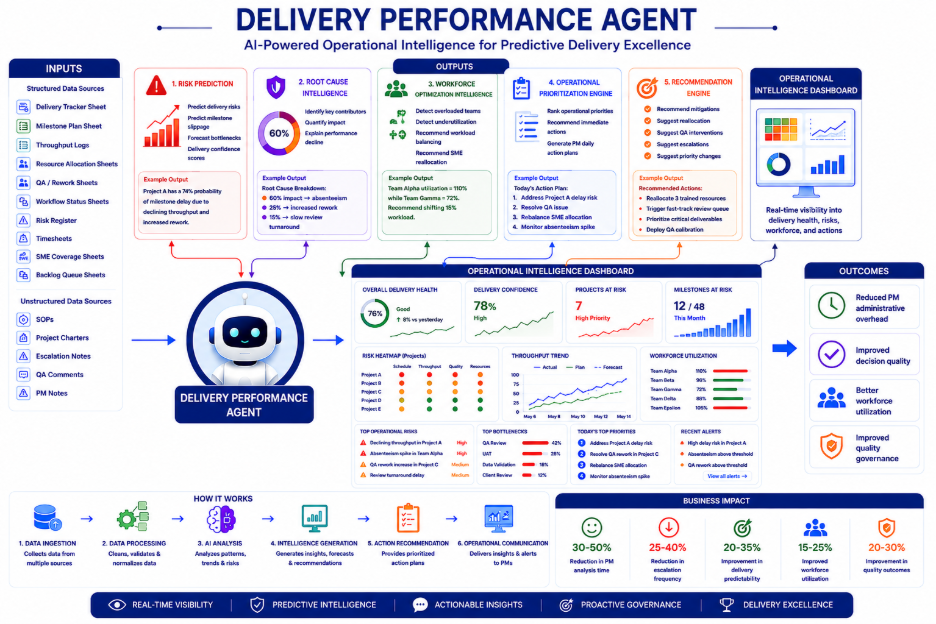 DELIVERY PERFORMANCE AGENT
AI-Powered Operational Intelligence for Predictive Delivery Excellence
INPUTS
Structured Data Sources
Delivery Tracker Sheet
Milestone Plan Sheet
Throughput Logs
Resource Allocation Sheets
QA / Rework Sheets
Workflow Status Sheets
Risk Register
Timesheets
SME Coverage Sheets
Backlog Queue Sheets
Unstructured Data Sources
SOPs
Project Charters
Escalation Notes
QA Comments
PM Notes
OUTPUTS
1. RISK PREDICTION
Predict delivery risks
Predict milestone
slippage
Forecast bottlenecks
Delivery confidence
scores
Example Output
Project A has a 74% probability
of milestone delay due to
declining throughput and
increased rework.
2. ROOT CAUSE
INTELLIGENCE
60%
Identify key contributors
Quantify impact
Explain performance
decline
Example Output
Root Cause Breakdown:
60% impact → absenteeism
25% → increased rework
15% → slow review
turnaround
3. WORKFORCE
OPTIMIZATION INTELLIGENCE
Detect overloaded teams
Detect underutilization
Recommend workload
balancing
Recommend SME
reallocation
Example Output
Team Alpha utilization = 110%
while Team Gamma = 72%.
Recommend shifting 15%
workload.
4. OPERATIONAL
PRIORITIZATION ENGINE
Rank operational priorities
Recommend immediate
actions
Generate PM daily
action plans
Example Output
Today's Action Plan:
1. Address Project A delay risk
2. Resolve QA issue
3. Rebalance SME allocation
4. Monitor absenteeism spike
5. RECOMMENDATION
ENGINE
Recommend mitigations
Suggest reallocation
Suggest QA interventions
Suggest escalations
Suggest priority changes
Example Output
Recommended Actions:
Reallocate 3 trained resources
Trigger fast-track review queue
Prioritize critical deliverables
Deploy QA calibration
OPERATIONAL
INTELLIGENCE DASHBOARD
Real-time visibility into
delivery health, risks,
workforce, and actions
DELIVERY PERFORMANCE
AGENT
OPERATIONAL INTELLIGENCE DASHBOARD
OVERALL DELIVERY HEALTH
76%
Good
↑ 8% vs yesterday
DELIVERY CONFIDENCE
78%
High
PROJECTS AT RISK
7
High Priority
MILESTONES AT RISK
12 / 48
This Month
RISK HEATMAP (Projects)
Schedule Throughput Quality Resources
Project A
Project B
Project C
Project D
Project E
THROUGHPUT TREND
Actual Plan Forecast
100
75
50
25
0
May 6 May 8 May 10 May 12 May 14
WORKFORCE UTILIZATION
Team Alpha 110%
Team Beta 96%
Team Gamma 72%
Team Delta 83%
Team Epsilon 105%
TOP OPERATIONAL RISKS
Declining throughput in Project A High
Absenteeism spike in Team Alpha High
QA rework increase in Project C Medium
Review turnaround delay Medium
TOP BOTTLENECKS
QA Review 42%
UAT 28%
Data Validation 18%
Client Review 12%
TODAY'S TOP PRIORITIES
1 Address Project A delay risk
2 Resolve QA rework in Project C
3 Rebalance SME allocation
4 Monitor absenteeism spike
RECENT ALERTS
High delay risk in Project A
Absenteeism above threshold
QA rework above threshold
View all alerts →
OUTCOMES
Reduced PM
administrative
overhead
Improved
decision quality
Better
workforce
utilization
Improved
quality
governance
HOW IT WORKS
1. DATA INGESTION
Collects data from
multiple sources
2. DATA PROCESSING
Cleans, validates &
normalizes data
3. AI ANALYSIS
Analyzes patterns,
trends & risks
4. INTELLIGENCE GENERATION
Generates insights, forecasts
& recommendations
5. ACTION RECOMMENDATION
Provides prioritized
action plans
6. OPERATIONAL COMMUNICATION
Delivers insights & alerts
to PMs
BUSINESS IMPACT
30-50%
Reduction in PM
analysis time
25-40%
Reduction in
escalation
frequency
20-35%
Improvement in
delivery
predictability
15-25%
Improved
workforce
utilization
20-30%
Improvement in
quality outcomes
REAL-TIME VISIBILITY
PREDICTIVE INTELLIGENCE
ACTIONABLE INSIGHTS
PROACTIVE GOVERNANCE
DELIVERY EXCELLENCE